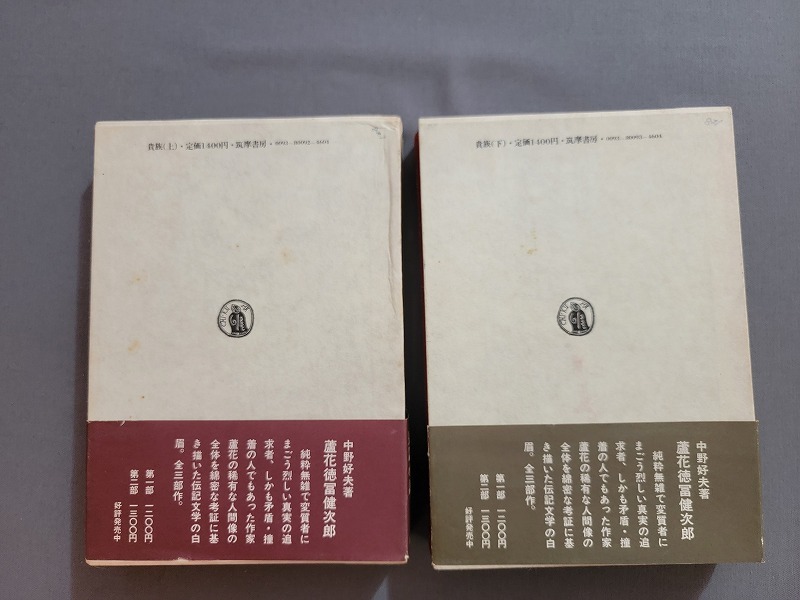 貴族(上)・定価1400円・筑摩書房・0093―85092―4604
中野好夫著
蘆花徳冨健次郎
純粋無雑で変質者に
まごう烈しい真実の追
求者、しかも矛盾・撞
着の人でもあった作家
蘆花の稀有な人間像の
全体を綿密な考証に基
き描いた伝記文学の白
眉。全三部作。
第一部 一二〇〇円
第二部 一三〇〇円
好評発売中
貴族(下)・定価1400円・筑摩書房
中野好夫著
蘆花徳冨健次郎
純粋無雑で変質者に
まごう烈しい真実の追
求者、しかも矛盾・撞
着の人でもあった作家
蘆花の稀有な人間像の
全体を綿密な考証に基
き描いた伝記文学の白
眉。全三部作。
第一部 一二〇〇円
第二部 一三〇〇円
好評発売中